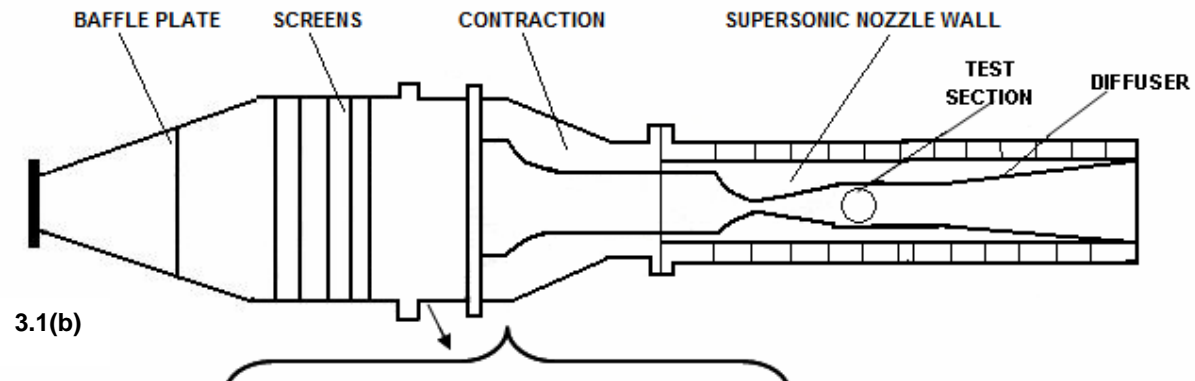 BAFFLE PLATE
SCREENS
CONTRACTION
SUPERSONIC NOZZLE WALL
TEST
SECTION
DIFFUSER
3.1(b)